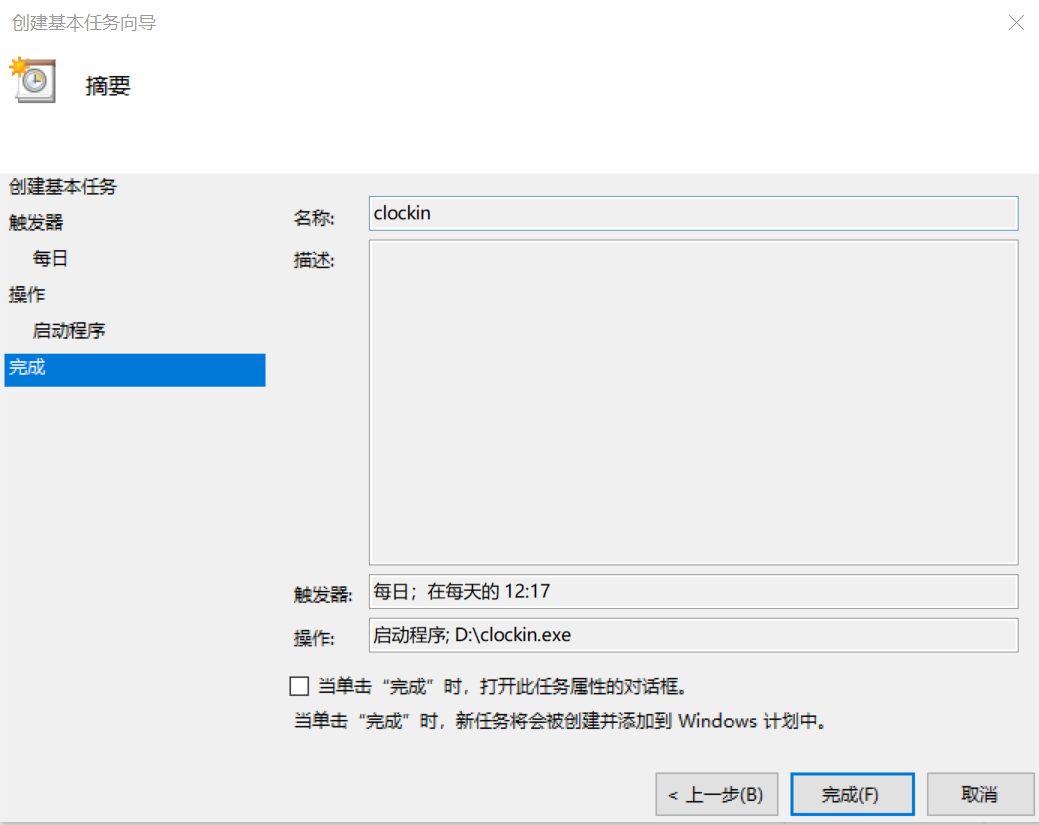 创建基本任务向导
摘要
创建基本任务
触发器
每日
操作
启动程序
完成
名称: clockin
描述:
触发器: 每日；在每天的 12:17
操作: 启动程序; D:\clockin.exe
当单击“完成”时，打开此任务属性的对话框。
当单击“完成”时，新任务将会被创建并添加到 Windows 计划中。
< 上一步(B) 完成(F) 取消